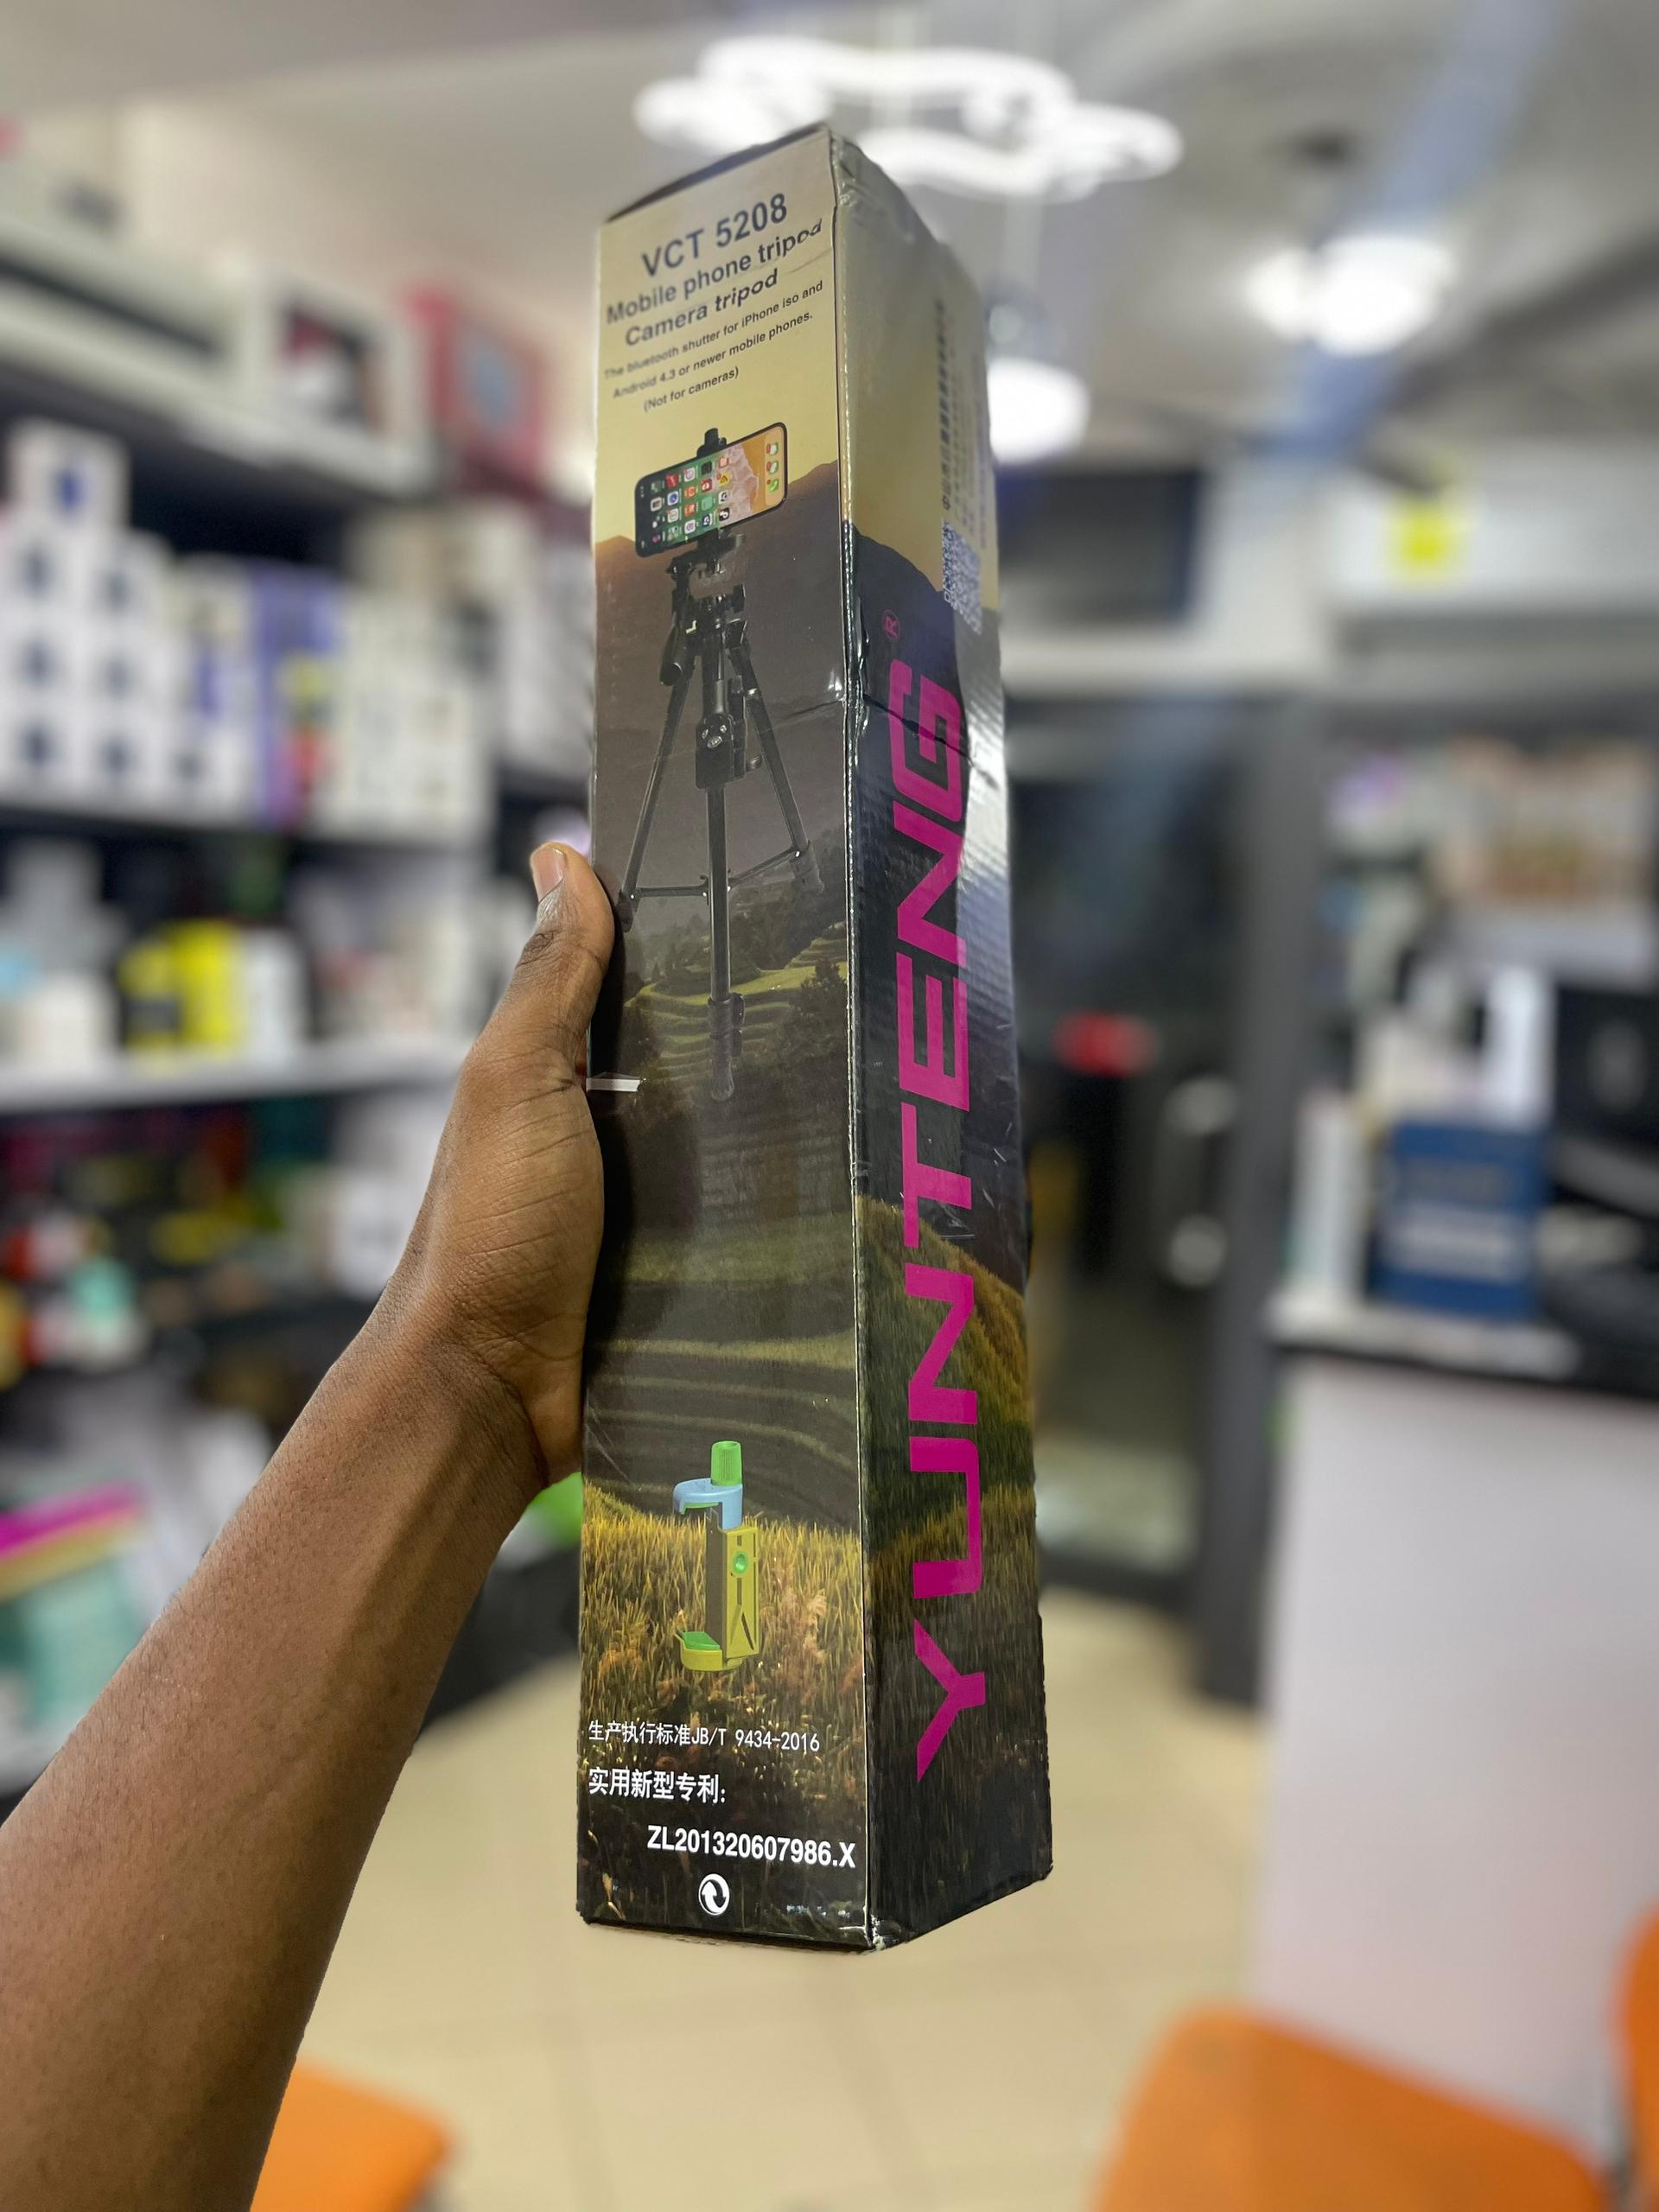 VCT 5208
Mobile phone tripod
Camera tripod
The bluetooth shutter for iPhone iso and
Android 4.3 or newer mobile phones.
(Not for cameras)
生产执行标准JB/T 9434-2016
实用新型专利:
ZL201320607986.X
YUNTENG®